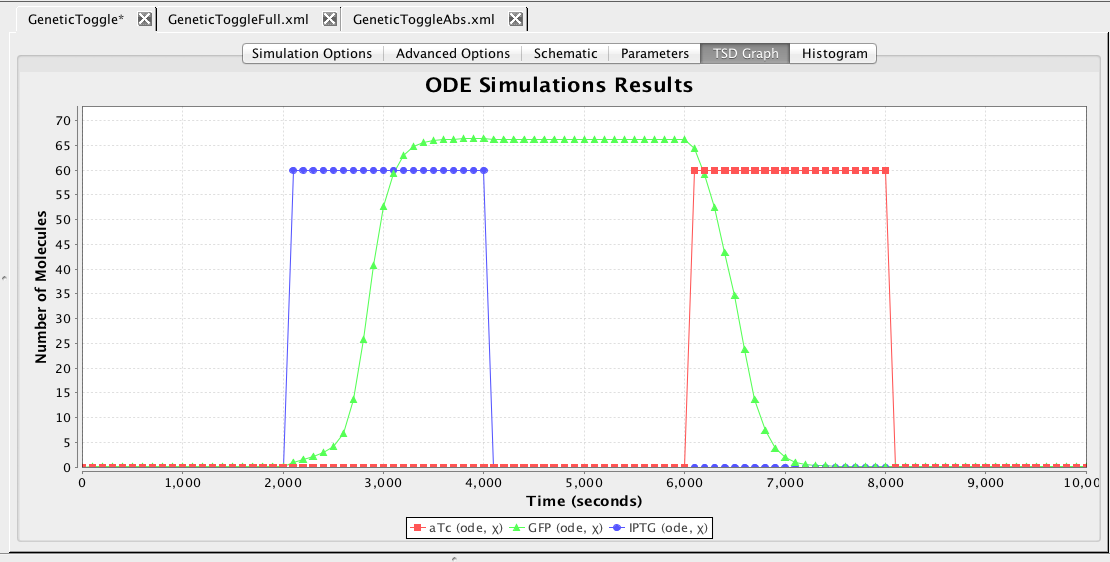 GeneticToggle* GeneticToggleFull.xml GeneticToggleAbs.xml
Simulation Options Advanced Options Schematic Parameters TSD Graph Histogram
ODE Simulations Results
70
65
60
55
50
45
40
35
30
25
20
15
10
5
0
Number of Molecules
0 1,000 2,000 3,000 4,000 5,000 6,000 7,000 8,000 9,000 10,00
Time (seconds)
aTc (ode, χ) GFP (ode, χ) IPTG (ode, χ)